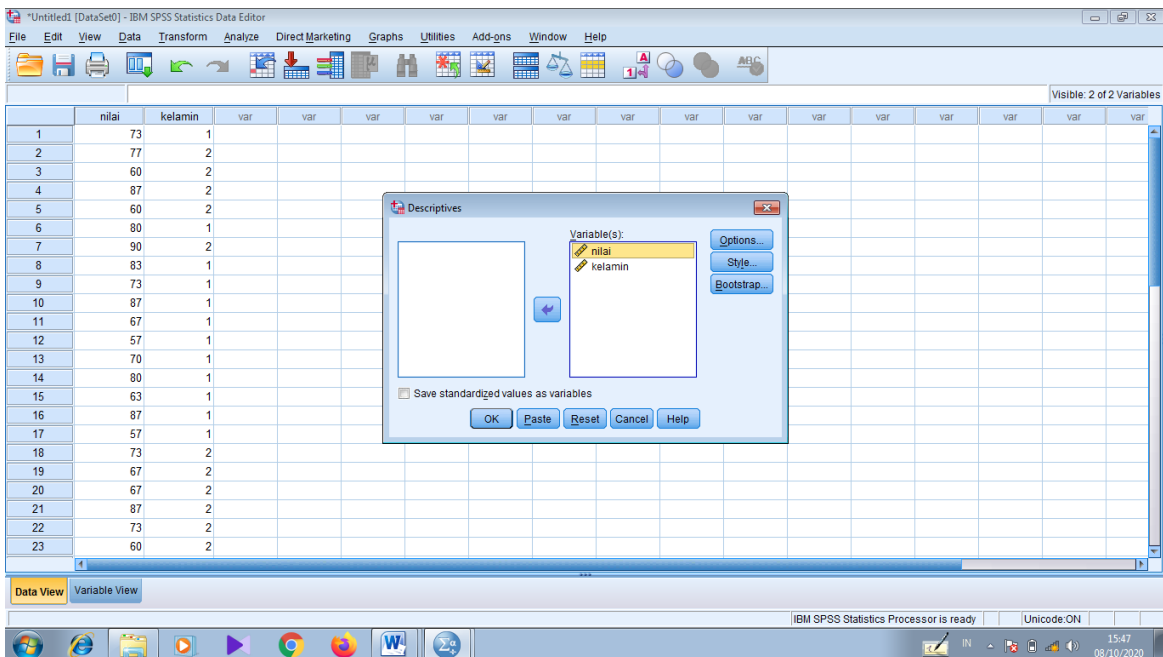 *Untitled1 [DataSet0] - IBM SPSS Statistics Data Editor
File Edit View Data Transform Analyze Direct Marketing Graphs Utilities Add-ons Window Help
Visible: 2 of 2 Variables
nilai kelamin var var var var var var var var var var var var var var
1 73 1
2 77 2
3 60 2
4 87 2
5 60 2
6 80 1
7 90 2
8 83 1
9 73 1
10 87 1
11 67 1
12 57 1
13 70 1
14 80 1
15 63 1
16 87 1
17 57 1
18 73 2
19 67 2
20 67 2
21 87 2
22 73 2
23 60 2
Descriptives
Variable(s):
nilai
kelamin
Options...
Style...
Bootstrap...
Save standardized values as variables
OK Paste Reset Cancel Help
Data View Variable View
IBM SPSS Statistics Processor is ready Unicode:ON
IN 15:47
08/10/2020